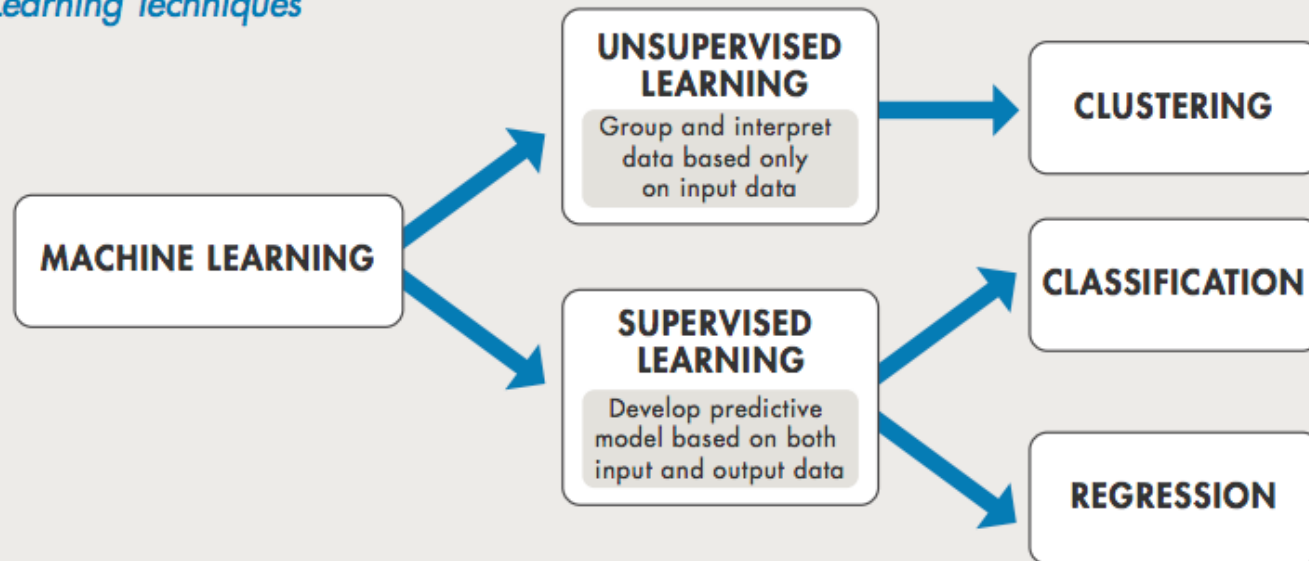 Learning Techniques
UNSUPERVISED
LEARNING
Group and interpret
data based only
on input data
CLUSTERING
MACHINE LEARNING
CLASSIFICATION
SUPERVISED
LEARNING
Develop predictive
model based on both
input and output data
REGRESSION